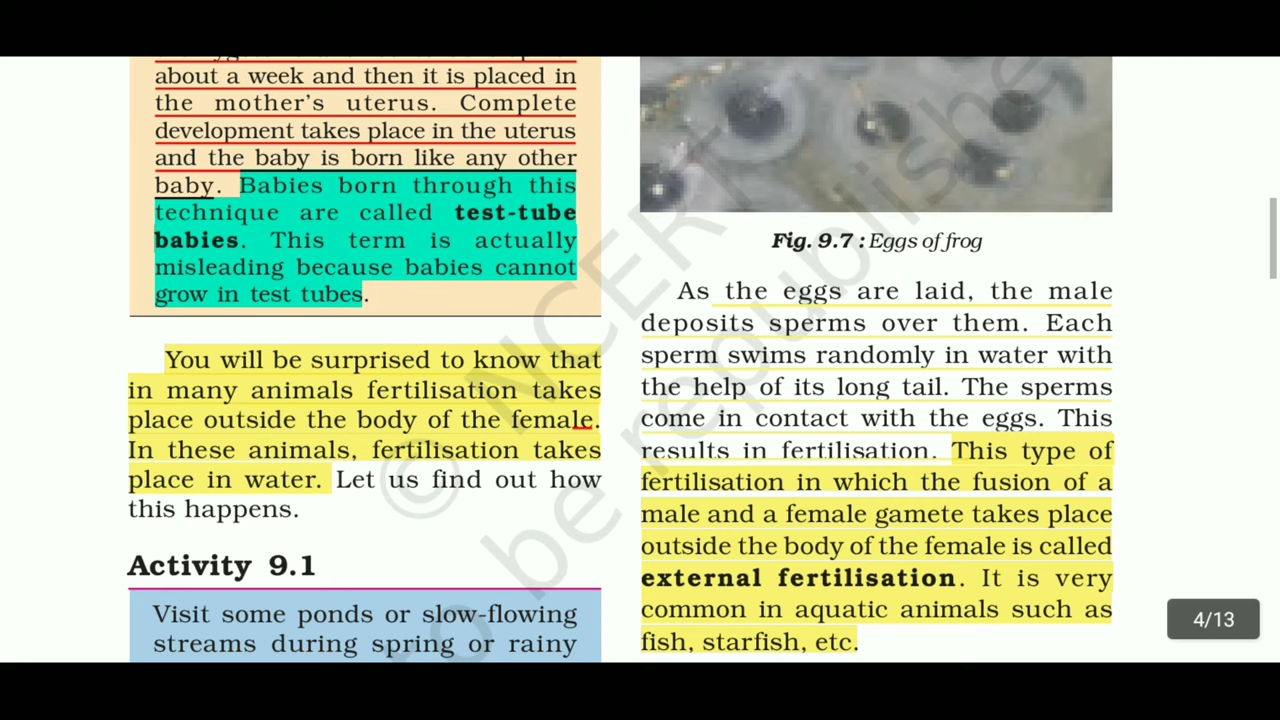 about a week and then it is placed in
the mother's uterus. Complete
development takes place in the uterus
and the baby is born like any other
baby. Babies born through this
technique are called test-tube
babies. This term is actually
misleading because babies cannot
grow in test tubes.
You will be surprised to know that
in many animals fertilisation takes
place outside the body of the female.
In these animals, fertilisation takes
place in water. Let us find out how
this happens.
Activity 9.1
Visit some ponds or slow-flowing
streams during spring or rainy
Fig. 9.7 : Eggs of frog
As the eggs are laid, the male
deposits sperms over them. Each
sperm swims randomly in water with
the help of its long tail. The sperms
come in contact with the eggs. This
results in fertilisation. This type of
fertilisation in which the fusion of a
male and a female gamete takes place
outside the body of the female is called
external fertilisation. It is very
common in aquatic animals such as
fish, starfish, etc.
© NCERT
o be republishe
4/13